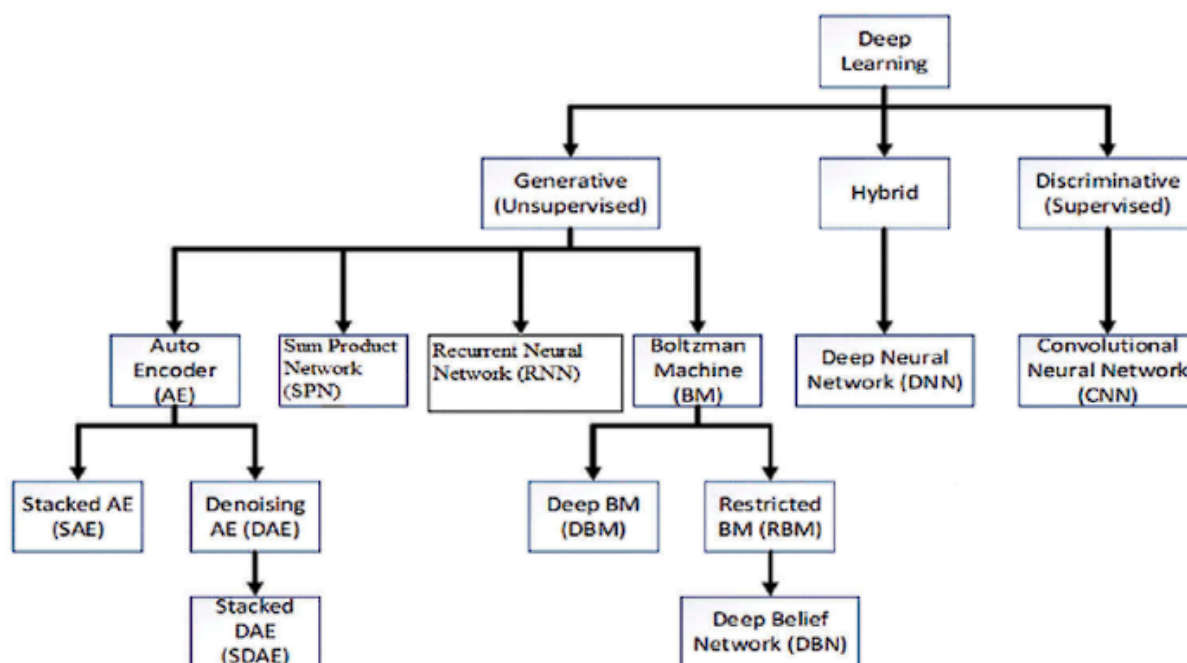 Deep
Learning
Generative
(Unsupervised)
Hybrid
Discriminative
(Supervised)
Auto
Encoder
(AE)
Sum Product
Network
(SPN)
Recurrent Neural
Network (RNN)
Boltzman
Machine
(BM)
Deep Neural
Network (DNN)
Convolutional
Neural Network
(CNN)
Stacked AE
(SAE)
Denoising
AE (DAE)
Deep BM
(DBM)
Restricted
BM (RBM)
Stacked
DAE
(SDAE)
Deep Belief
Network (DBN)